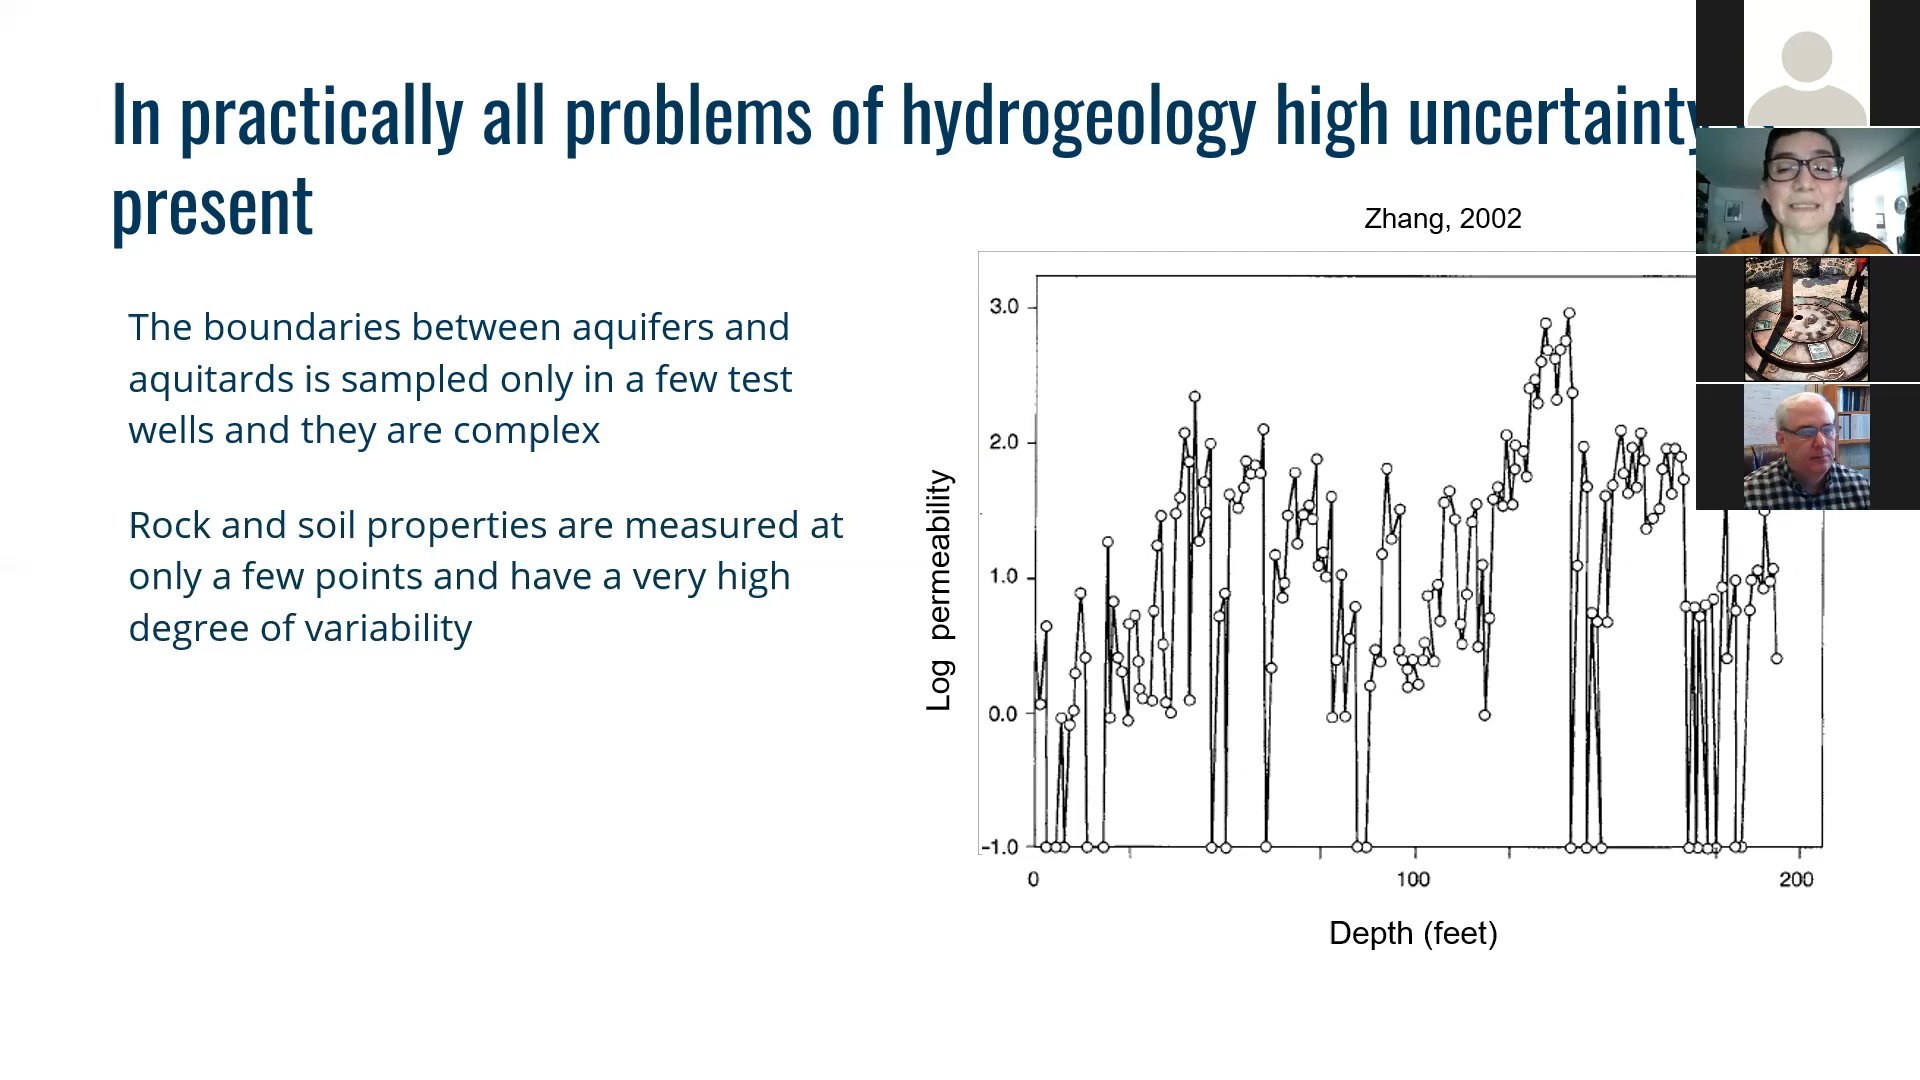 In practically all problems of hydrogeology high uncertainty
present
Zhang, 2002
The boundaries between aquifers and
aquitards is sampled only in a few test
wells and they are complex
Rock and soil properties are measured at
only a few points and have a very high
degree of variability
Log permeability
3.0
2.0
1.0
0.0
-1.0
0
100
200
Depth (feet)